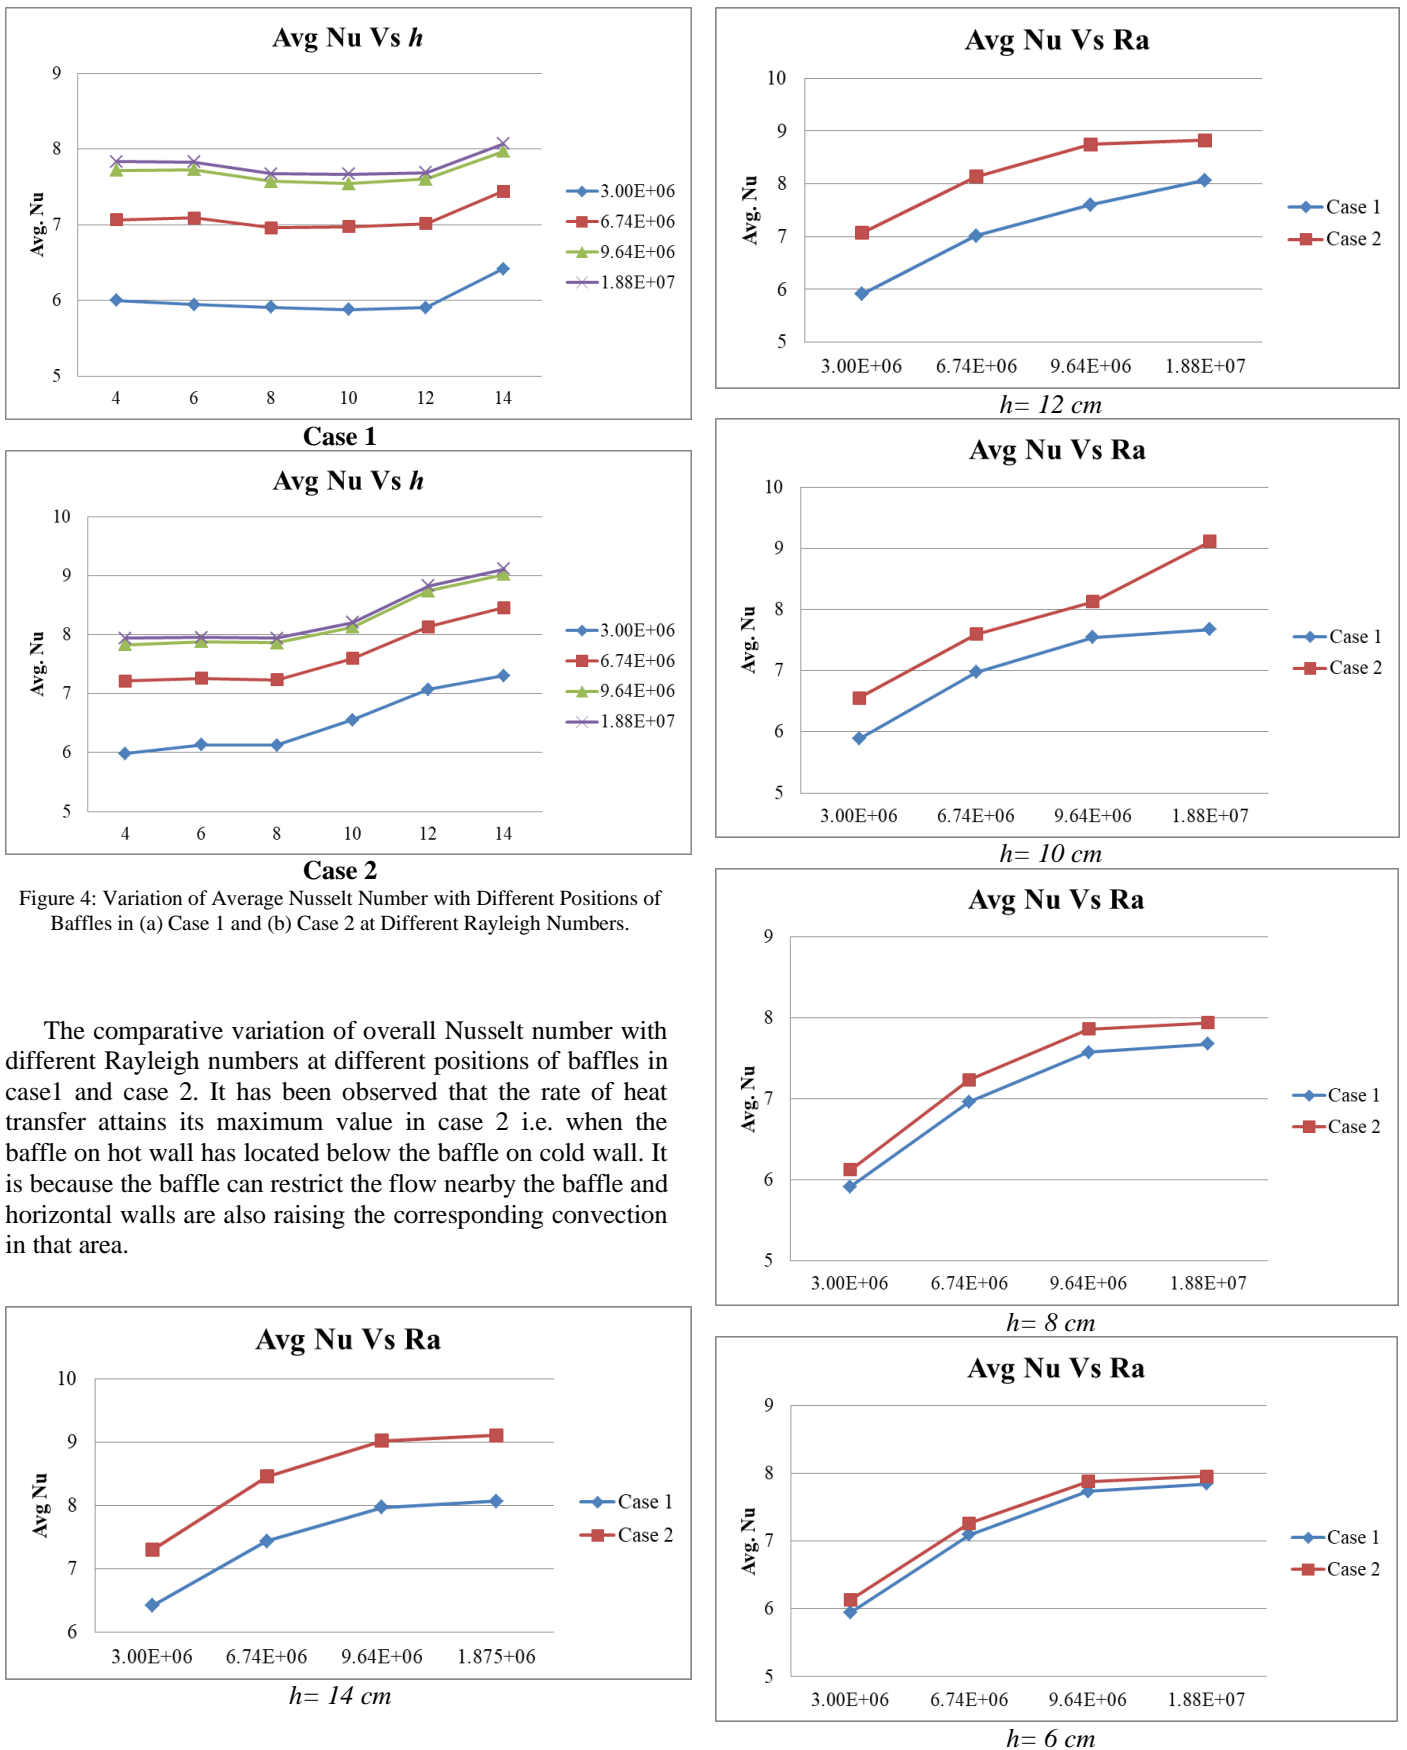 Avg Nu Vs h
9
8
7
6
5
Avg. Nu
4 6 8 10 12 14
3.00E+06
6.74E+06
9.64E+06
1.88E+07
Case 1
Avg Nu Vs h
10
9
8
7
6
5
Avg. Nu
4 6 8 10 12 14
3.00E+06
6.74E+06
9.64E+06
1.88E+07
Case 2
Figure 4: Variation of Average Nusselt Number with Different Positions of
Baffles in (a) Case 1 and (b) Case 2 at Different Rayleigh Numbers.
The comparative variation of overall Nusselt number with
different Rayleigh numbers at different positions of baffles in
case1 and case 2. It has been observed that the rate of heat
transfer attains its maximum value in case 2 i.e. when the
baffle on hot wall has located below the baffle on cold wall. It
is because the baffle can restrict the flow nearby the baffle and
horizontal walls are also raising the corresponding convection
in that area.
Avg Nu Vs Ra
10
9
8
7
6
Avg Nu
3.00E+06 6.74E+06 9.64E+06 1.875+06
Case 1
Case 2
h= 14 cm
Avg Nu Vs Ra
10
9
8
7
6
5
Avg. Nu
3.00E+06 6.74E+06 9.64E+06 1.88E+07
Case 1
Case 2
h= 12 cm
Avg Nu Vs Ra
10
9
8
7
6
5
Avg. Nu
3.00E+06 6.74E+06 9.64E+06 1.88E+07
Case 1
Case 2
h= 10 cm
Avg Nu Vs Ra
9
8
7
6
5
Avg. Nu
3.00E+06 6.74E+06 9.64E+06 1.88E+07
Case 1
Case 2
h= 8 cm
Avg Nu Vs Ra
9
8
7
6
5
Avg. Nu
3.00E+06 6.74E+06 9.64E+06 1.88E+07
Case 1
Case 2
h= 6 cm